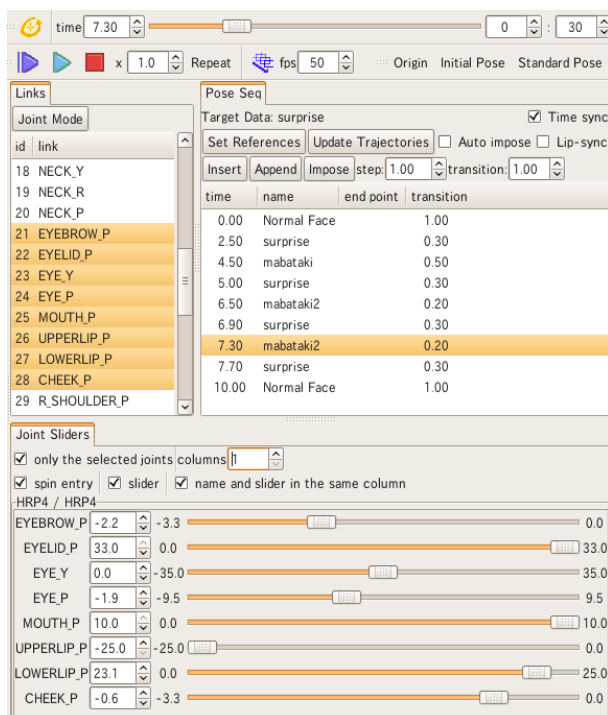 time 7.30 0 : 30
x 1.0 Repeat fps 50 Origin Initial Pose Standard Pose
Links
Joint Mode
id link
18 NECK_Y
19 NECK_R
20 NECK_P
21 EYEBROW_P
22 EYELID_P
23 EYE_Y
24 EYE_P
25 MOUTH_P
26 UPPERLIP_P
27 LOWERLIP_P
28 CHEEK_P
29 R_SHOULDER_P
Pose Seq
Target Data: surprise Time sync
Set References Update Trajectories Auto impose Lip-sync
Insert Append Impose step: 1.00 transition: 1.00
time name end point transition
0.00 Normal Face 1.00
2.50 surprise 0.30
4.50 mabataki 0.50
5.00 surprise 0.30
6.50 mabataki2 0.20
6.90 surprise 0.30
7.30 mabataki2 0.20
7.70 surprise 0.30
10.00 Normal Face 1.00
Joint Sliders
only the selected joints columns 1
spin entry slider name and slider in the same column
HRP4 / HRP4
EYEBROW_P -2.2 -3.3 0.0
EYELID_P 33.0 0.0 33.0
EYE_Y 0.0 -35.0 35.0
EYE_P -1.9 -9.5 9.5
MOUTH_P 10.0 0.0 10.0
UPPERLIP_P -25.0 -25.0 0.0
LOWERLIP_P 23.1 0.0 25.0
CHEEK_P -0.6 -3.3 0.0